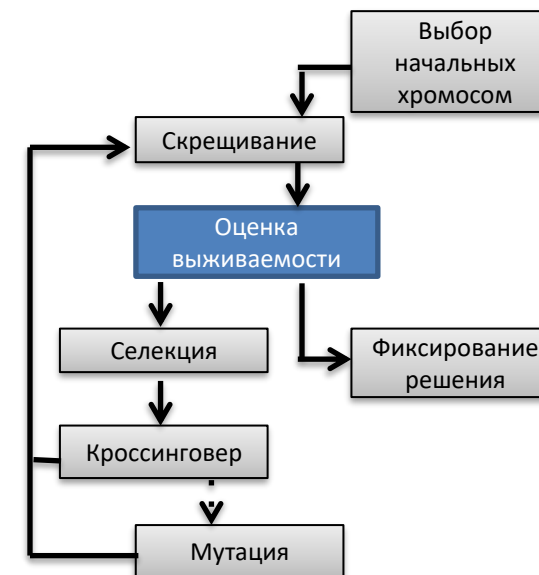 Выбор
начальных
хромосом
Скрещивание
Оценка
выживаемости
Селекция
Фиксирование
решения
Кроссинговер
Мутация